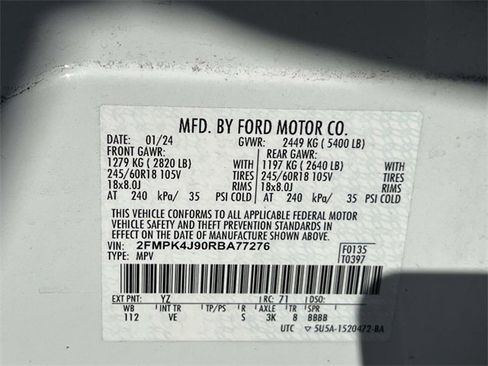 MFD. BY FORD MOTOR CO.
DATE: 01/24 GVWR: 2449 KG ( 5400 LB)
FRONT GAWR: REAR GAWR:
1279 KG ( 2820 LB) WITH 1197 KG ( 2640 LB) WITH
245/60R18 105V TIRES 245/60R18 105V TIRES
18x8.0J RIMS 18x8.0J RIMS
AT 240 kPa/ 35 PSI COLD AT 240 kPa/ 35 PSI COLD
THIS VEHICLE CONFORMS TO ALL APPLICABLE FEDERAL MOTOR
VEHICLE SAFETY AND THEFT PREVENTION STANDARDS IN EFFECT
ON THE DATE OF MANUFACTURE SHOWN ABOVE.
VIN: 2FMPK4J90RBA77276 F0135
TYPE: MPV T0397
EXT PNT: YZ RC: 71 DSO:
WB INT TR TP/PS R AXLE TR SPR
112 VE S 3K 8 BBBB
UTC 5U5A-1520472-BA